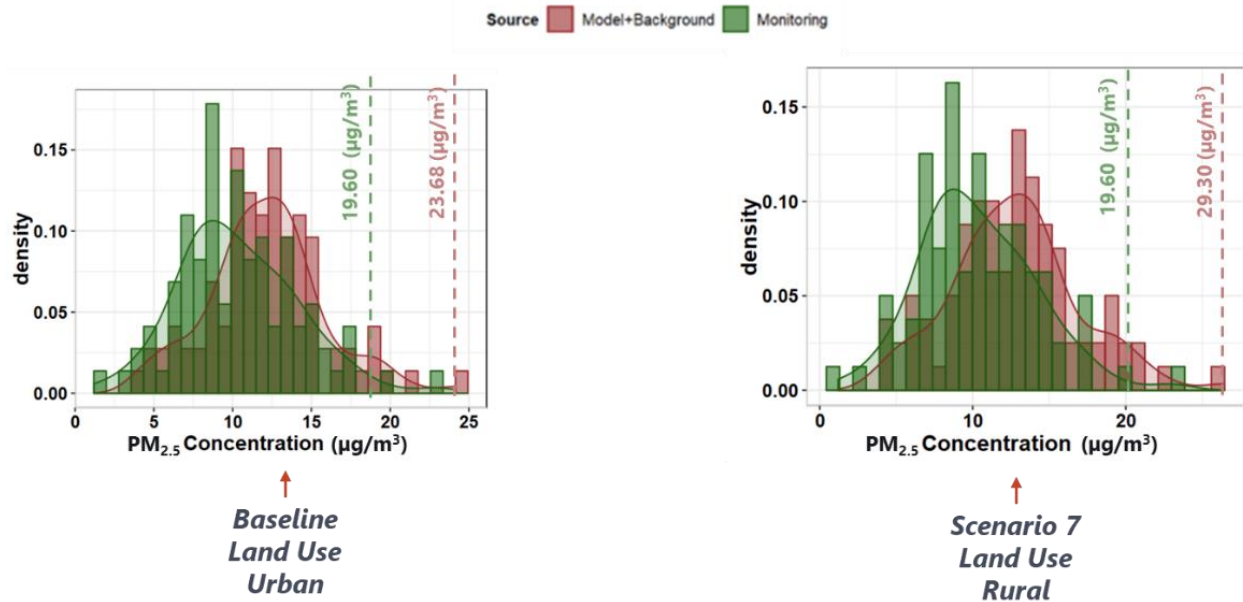 Source Model+Background Monitoring
density
0.15
0.10
0.05
0.00
19.60 (µg/m³)
23.68 (µg/m³)
0 5 10 15 20 25
PM₂.₅ Concentration (µg/m³)
Baseline
Land Use
Urban
density
0.15
0.10
0.05
0.00
19.60 (µg/m³)
29.30 (µg/m³)
0 10 20
PM₂.₅ Concentration (µg/m³)
Scenario 7
Land Use
Rural